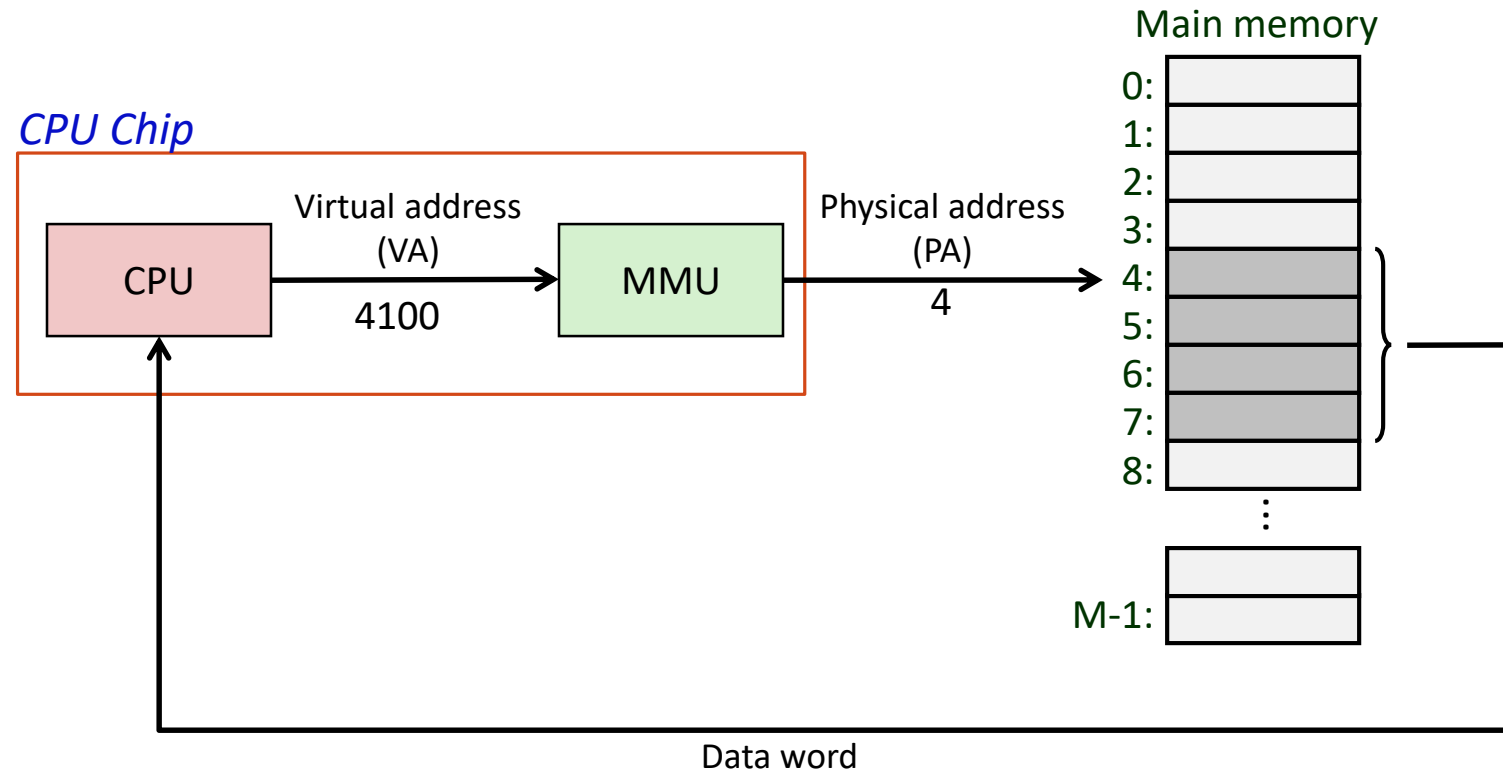 Main memory
0:
CPU Chip
1:
2:
Virtual address
(VA)
Physical address
(PA)
3:
CPU
MMU
4:
4100
4
5:
6:
7:
8:
...
M-1:
Data word